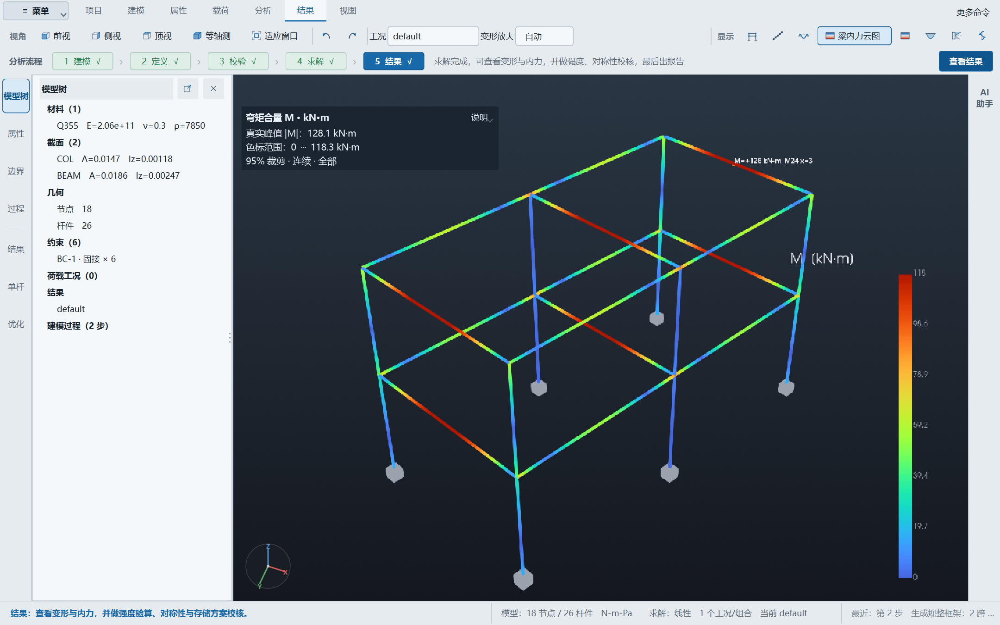 ≡ 菜单 项目 建模 属性 载荷 分析 结果 视图 更多命令
视角 前视 侧视 顶视 等轴测 适应窗口 工况 default 变形放大 自动 显示 梁内力云图
分析流程 1 建模 √ › 2 定义 √ › 3 校验 √ › 4 求解 √ › 5 结果 √ 求解完成，可查看变形与内力，并做强度、对称性校核，最后出报告 查看结果
模型树
属性
边界
过程
结果
单杆
优化
模型树
材料（1）
Q355 E=2.06e+11 ν=0.3 ρ=7850
截面（2）
COL A=0.0147 Iz=0.00118
BEAM A=0.0186 Iz=0.00247
几何
节点 18
杆件 26
约束（6）
BC-1 · 固接 × 6
荷载工况（0）
结果
default
建模过程（2 步）
弯矩合量 M • kN•m 说明
真实峰值 |M|：128.1 kN·m
色标范围：0 ~ 118.3 kN·m
95% 裁剪 · 连续 · 全部
M=+128 kN·m M24 x=3
M (kN·m)
118
98.6
78.9
59.2
39.4
19.7
0
Z
X
Y
AI
助手
结果：查看变形与内力，并做强度验算、对称性与存储方案校核。
模型：18 节点 / 26 杆件 N-m-Pa 求解：线性 1 个工况/组合 当前 default
最近：第 2 步 生成规整框架：2 跨 ...